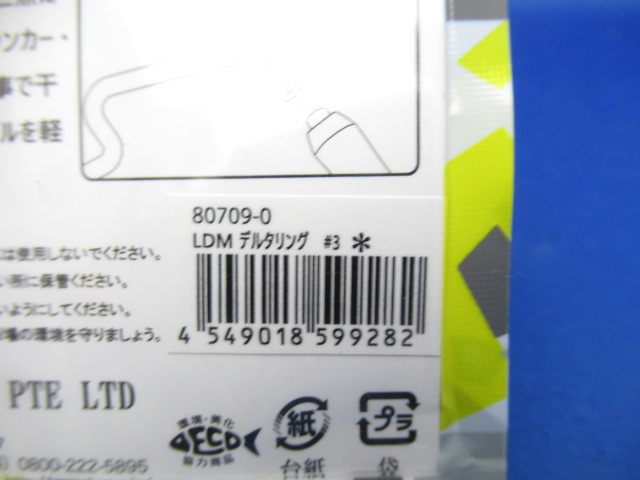 ンカー・
事で干
ルを軽
80709-0
LDM デルタリング #3 *
は使用しないでください。
い所に保管ください。
いようにしてください。
場の環境を守りましょう。
4 549018 599282
PTE LTD
0800-222-5895
環境・美化
ECO
協力商品
紙
台紙
プラ
袋